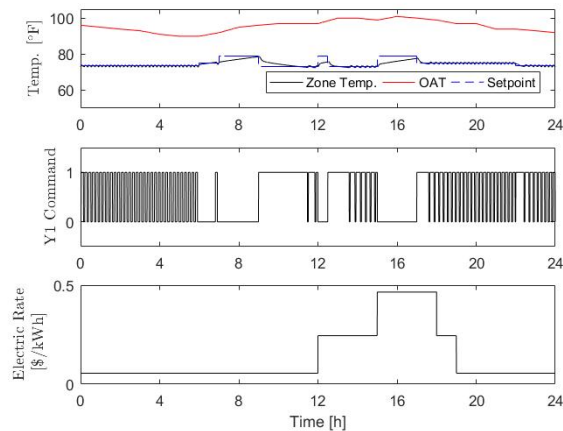 Temp. [°F]
100
80
60
Zone Temp. OAT Setpoint
0 4 8 12 16 20 24
Y1 Command
1
0
0 4 8 12 16 20 24
Electric Rate
[$/kWh]
0.5
0
0 4 8 12 16 20 24
Time [h]